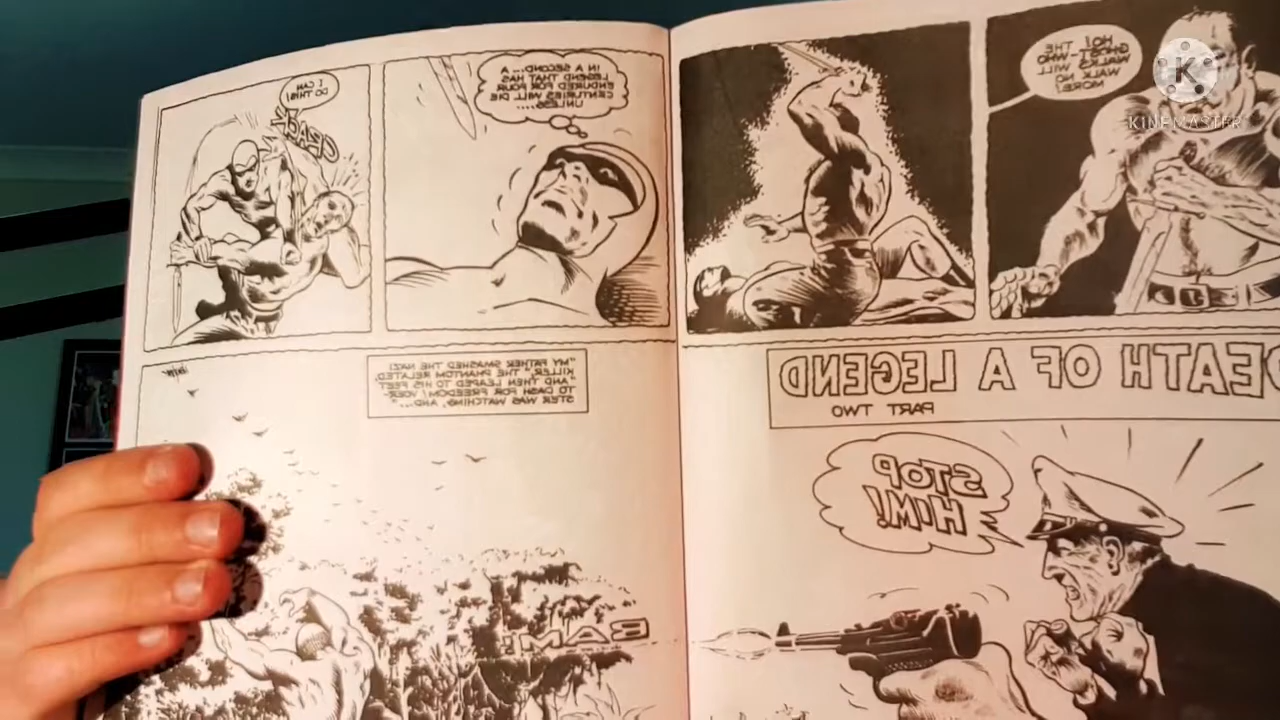 HO! THE
GHOST WHO
WALKS WILL
WALK NO
MORE!
IN A SECOND... A
LEGEND THAT HAS
ENDURED FOR FOUR
CENTURIES WILL DIE
UNLESS....
I CAN
DO THIS!
CRACK
EATH OF A LEGEND
PART TWO
STOP
HIM!
"MY FATHER SMASHED THE NAZI
KILLER," THE PHANTOM RELATED,
"AND THEN LEAPED TO HIS FEET
TO DASH FOR FREEDOM! VOER-
STER WAS WATCHING, AND..."
BAM!
K
KINEMASTER